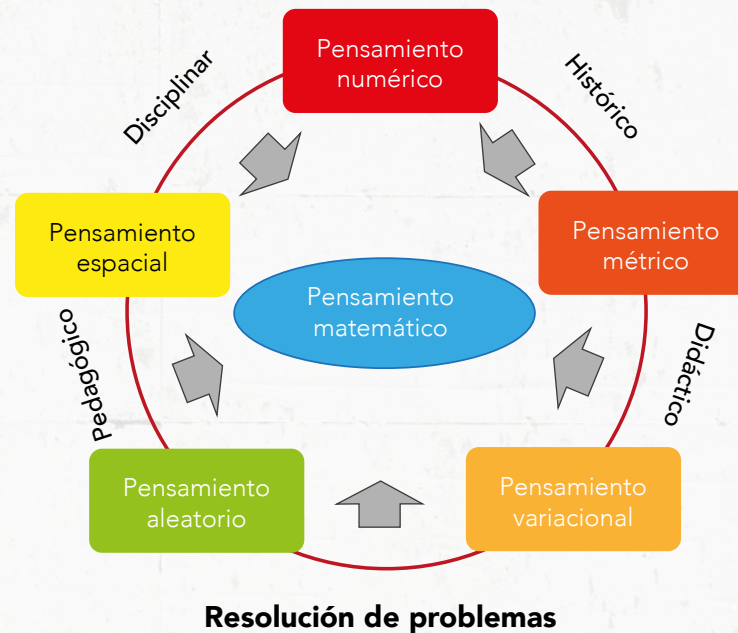 Pensamiento
numérico
Disciplinar
Histórico
Pensamiento
espacial
Pensamiento
métrico
Pensamiento
matemático
Pedagógico
Didáctico
Pensamiento
aleatorio
Pensamiento
variacional
Resolución de problemas